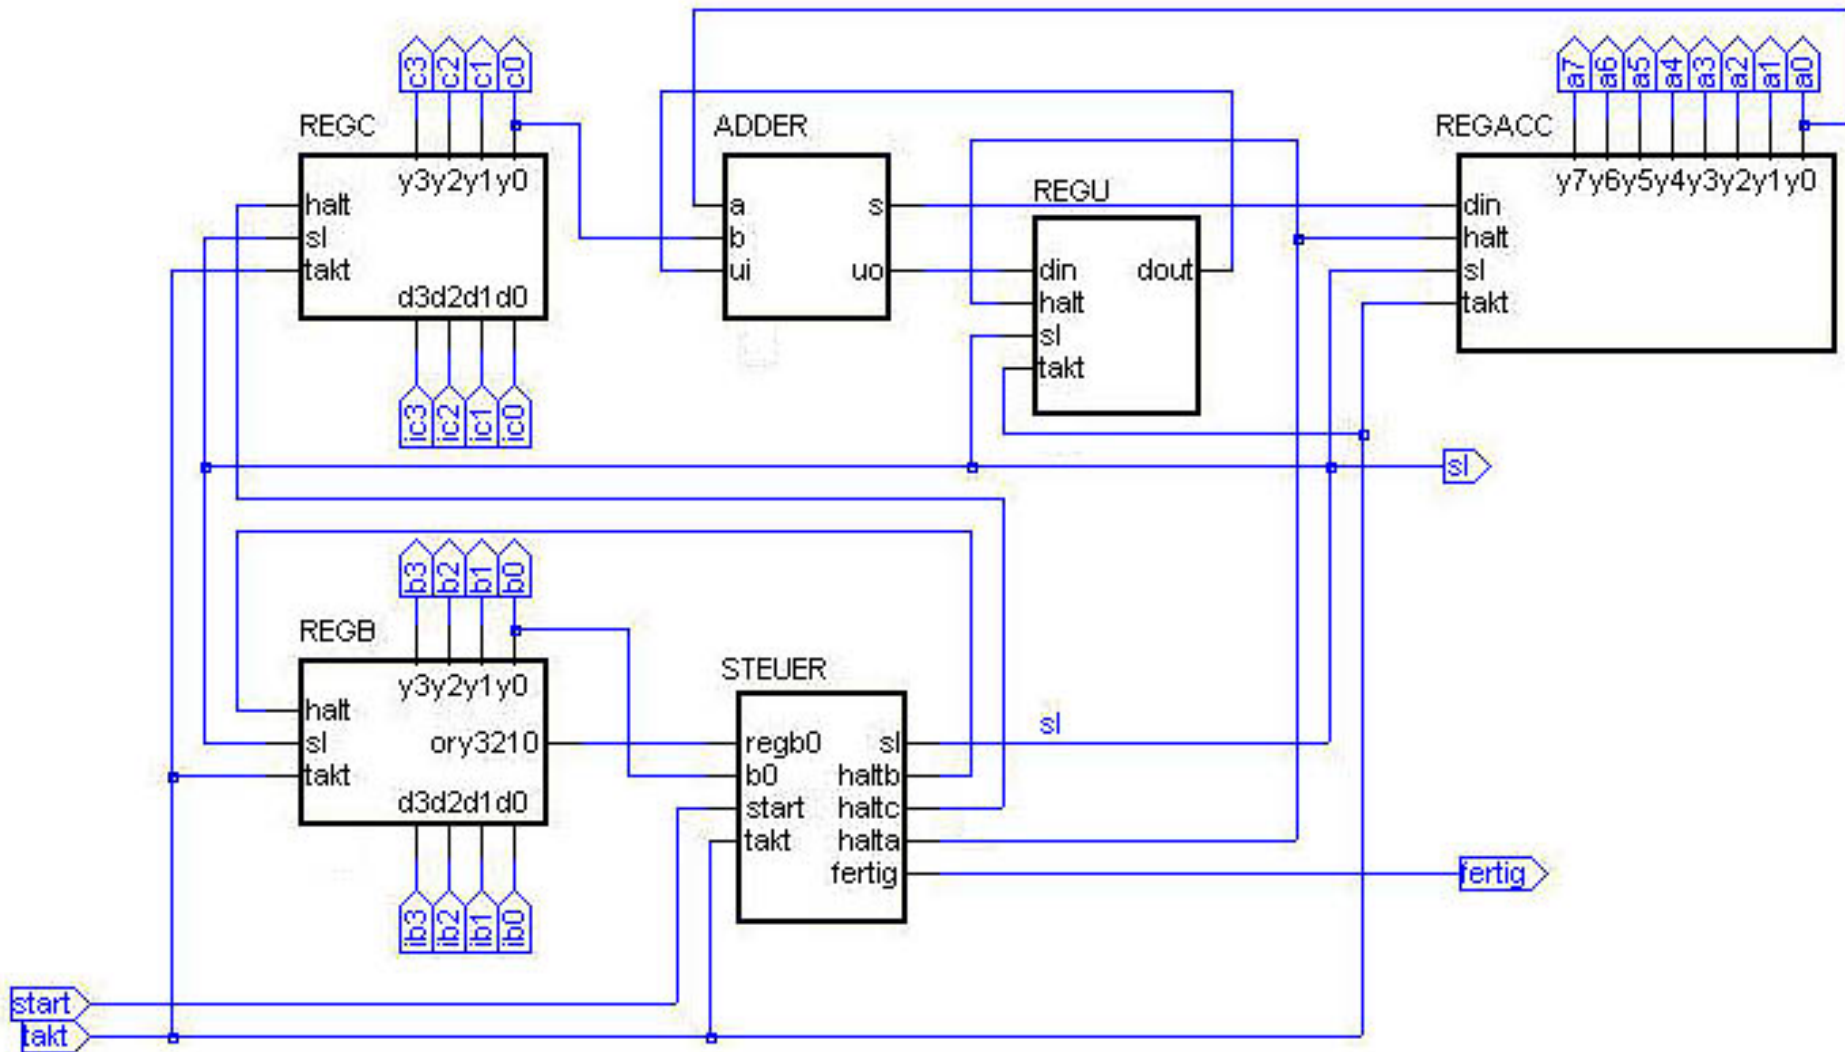 c3 c2 c1 c0
a7 a6 a5 a4 a3 a2 a1 a0
REGC
ADDER
REGACC
y3y2y1y0
halt
sl
takt
d3d2d1d0
ic3 ic2 ic1 ic0
a
b
ui
s
uo
REGU
din
halt
sl
takt
dout
y7y6y5y4y3y2y1y0
din
halt
sl
takt
sl
b3 b2 b1 b0
REGB
y3y2y1y0
halt
sl
takt
ory3210
d3d2d1d0
ib3 ib2 ib1 ib0
STEUER
regb0
b0
start
takt
sl
haltb
haltc
halta
fertig
sl
fertig
start
takt